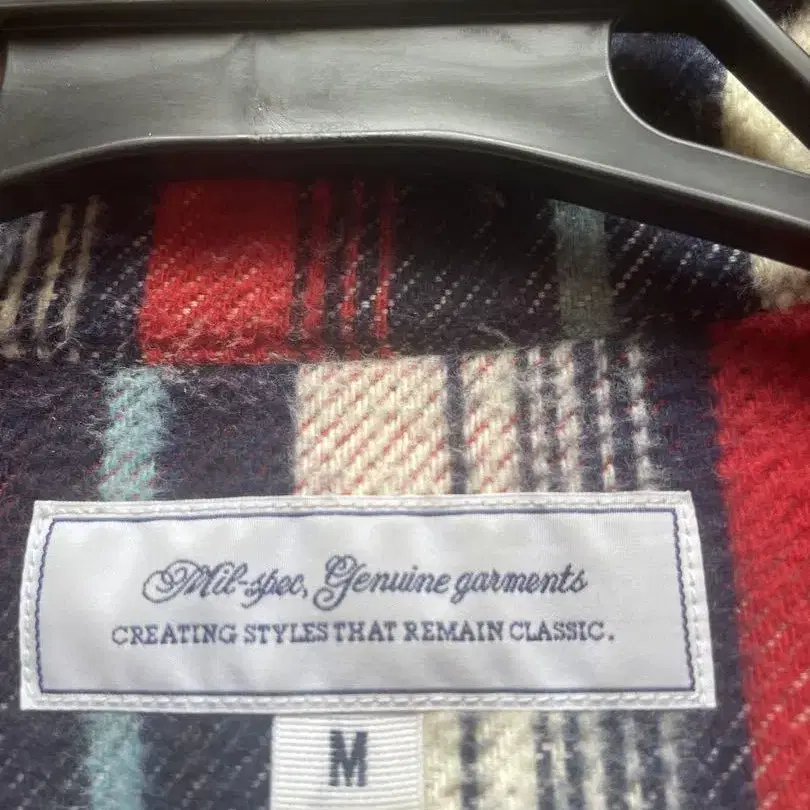 Mil-spec, Genuine garments
CREATING STYLES THAT REMAIN CLASSIC.
M